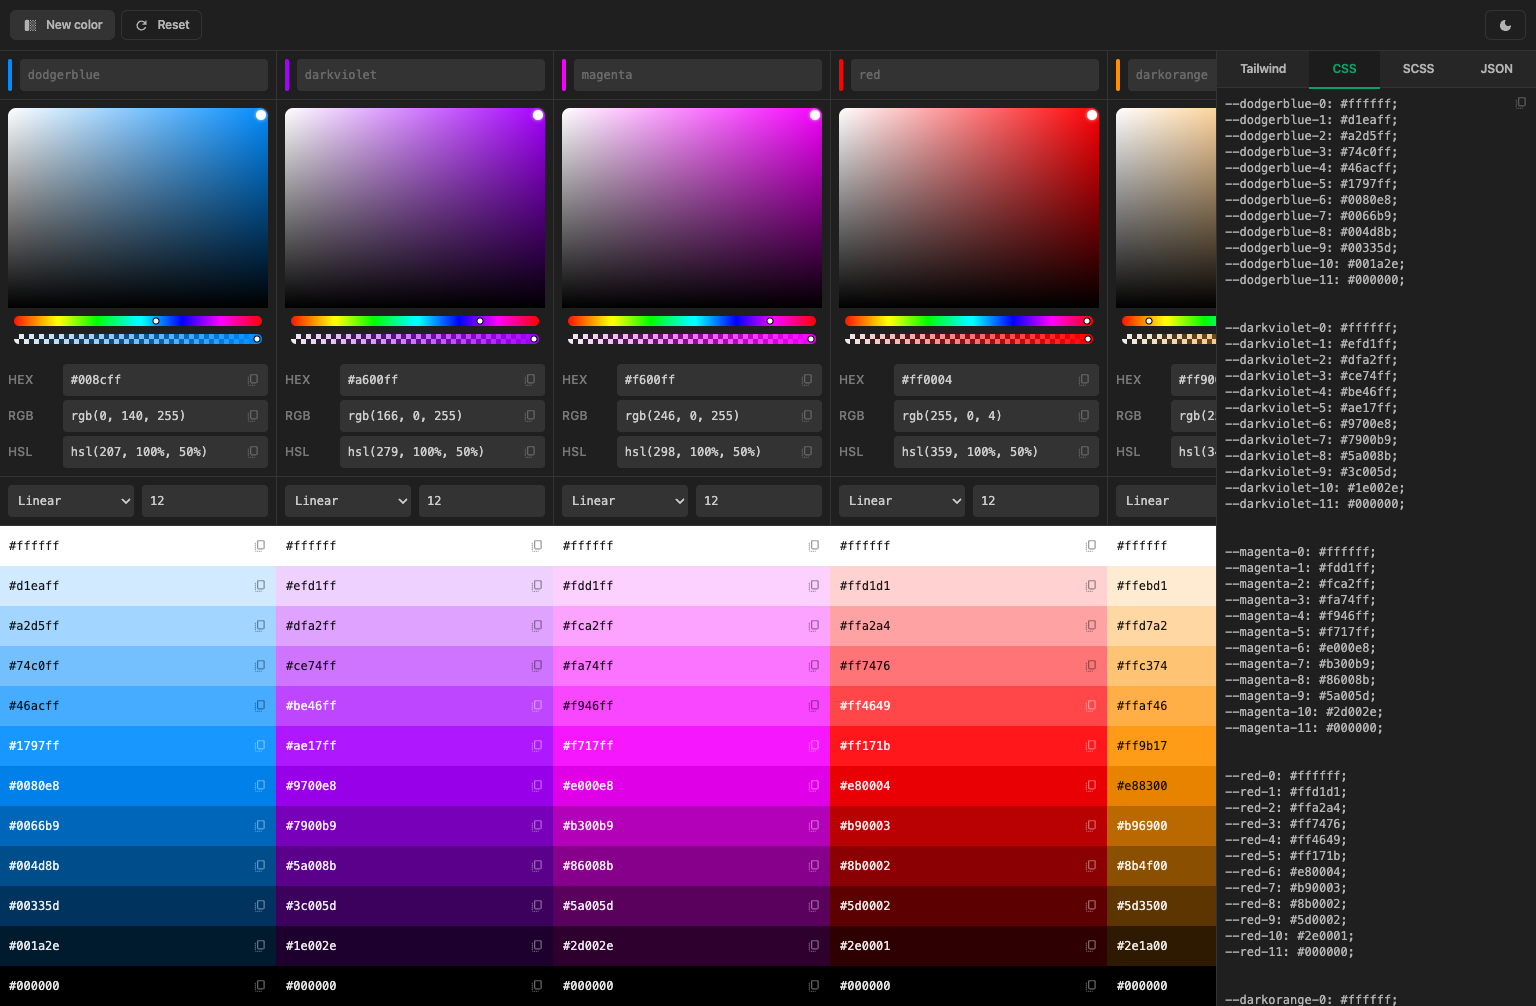 New color
Reset
dodgerblue
darkviolet
magenta
red
darkorange
Tailwind
CSS
SCSS
JSON
HEX
#008cff
RGB
rgb(0, 140, 255)
HSL
hsl(207, 100%, 50%)
Linear
12
#ffffff
#d1eaff
#a2d5ff
#74c0ff
#46acff
#1797ff
#0080e8
#0066b9
#004d8b
#00335d
#001a2e
#000000
HEX
#a600ff
RGB
rgb(166, 0, 255)
HSL
hsl(279, 100%, 50%)
Linear
12
#ffffff
#efd1ff
#dfa2ff
#ce74ff
#be46ff
#ae17ff
#9700e8
#7900b9
#5a008b
#3c005d
#1e002e
#000000
HEX
#f600ff
RGB
rgb(246, 0, 255)
HSL
hsl(298, 100%, 50%)
Linear
12
#ffffff
#fdd1ff
#fca2ff
#fa74ff
#f946ff
#f717ff
#e000e8
#b300b9
#86008b
#5a005d
#2d002e
#000000
HEX
#ff0004
RGB
rgb(255, 0, 4)
HSL
hsl(359, 100%, 50%)
Linear
12
#ffffff
#ffd1d1
#ffa2a4
#ff7476
#ff4649
#ff171b
#e80004
#b90003
#8b0002
#5d0002
#2e0001
#000000
HEX
RGB
HSL
Linear
#ffffff
#ffebd1
#ffd7a2
#ffc374
#ffaf46
#ff9b17
#e88300
#b96900
#8b4f00
#5d3500
#2e1a00
#000000
--dodgerblue-0: #ffffff;
--dodgerblue-1: #d1eaff;
--dodgerblue-2: #a2d5ff;
--dodgerblue-3: #74c0ff;
--dodgerblue-4: #46acff;
--dodgerblue-5: #1797ff;
--dodgerblue-6: #0080e8;
--dodgerblue-7: #0066b9;
--dodgerblue-8: #004d8b;
--dodgerblue-9: #00335d;
--dodgerblue-10: #001a2e;
--dodgerblue-11: #000000;
--darkviolet-0: #ffffff;
--darkviolet-1: #efd1ff;
--darkviolet-2: #dfa2ff;
--darkviolet-3: #ce74ff;
--darkviolet-4: #be46ff;
--darkviolet-5: #ae17ff;
--darkviolet-6: #9700e8;
--darkviolet-7: #7900b9;
--darkviolet-8: #5a008b;
--darkviolet-9: #3c005d;
--darkviolet-10: #1e002e;
--darkviolet-11: #000000;
--magenta-0: #ffffff;
--magenta-1: #fdd1ff;
--magenta-2: #fca2ff;
--magenta-3: #fa74ff;
--magenta-4: #f946ff;
--magenta-5: #f717ff;
--magenta-6: #e000e8;
--magenta-7: #b300b9;
--magenta-8: #86008b;
--magenta-9: #5a005d;
--magenta-10: #2d002e;
--magenta-11: #000000;
--red-0: #ffffff;
--red-1: #ffd1d1;
--red-2: #ffa2a4;
--red-3: #ff7476;
--red-4: #ff4649;
--red-5: #ff171b;
--red-6: #e80004;
--red-7: #b90003;
--red-8: #8b0002;
--red-9: #5d0002;
--red-10: #2e0001;
--red-11: #000000;
--darkorange-0: #ffffff;